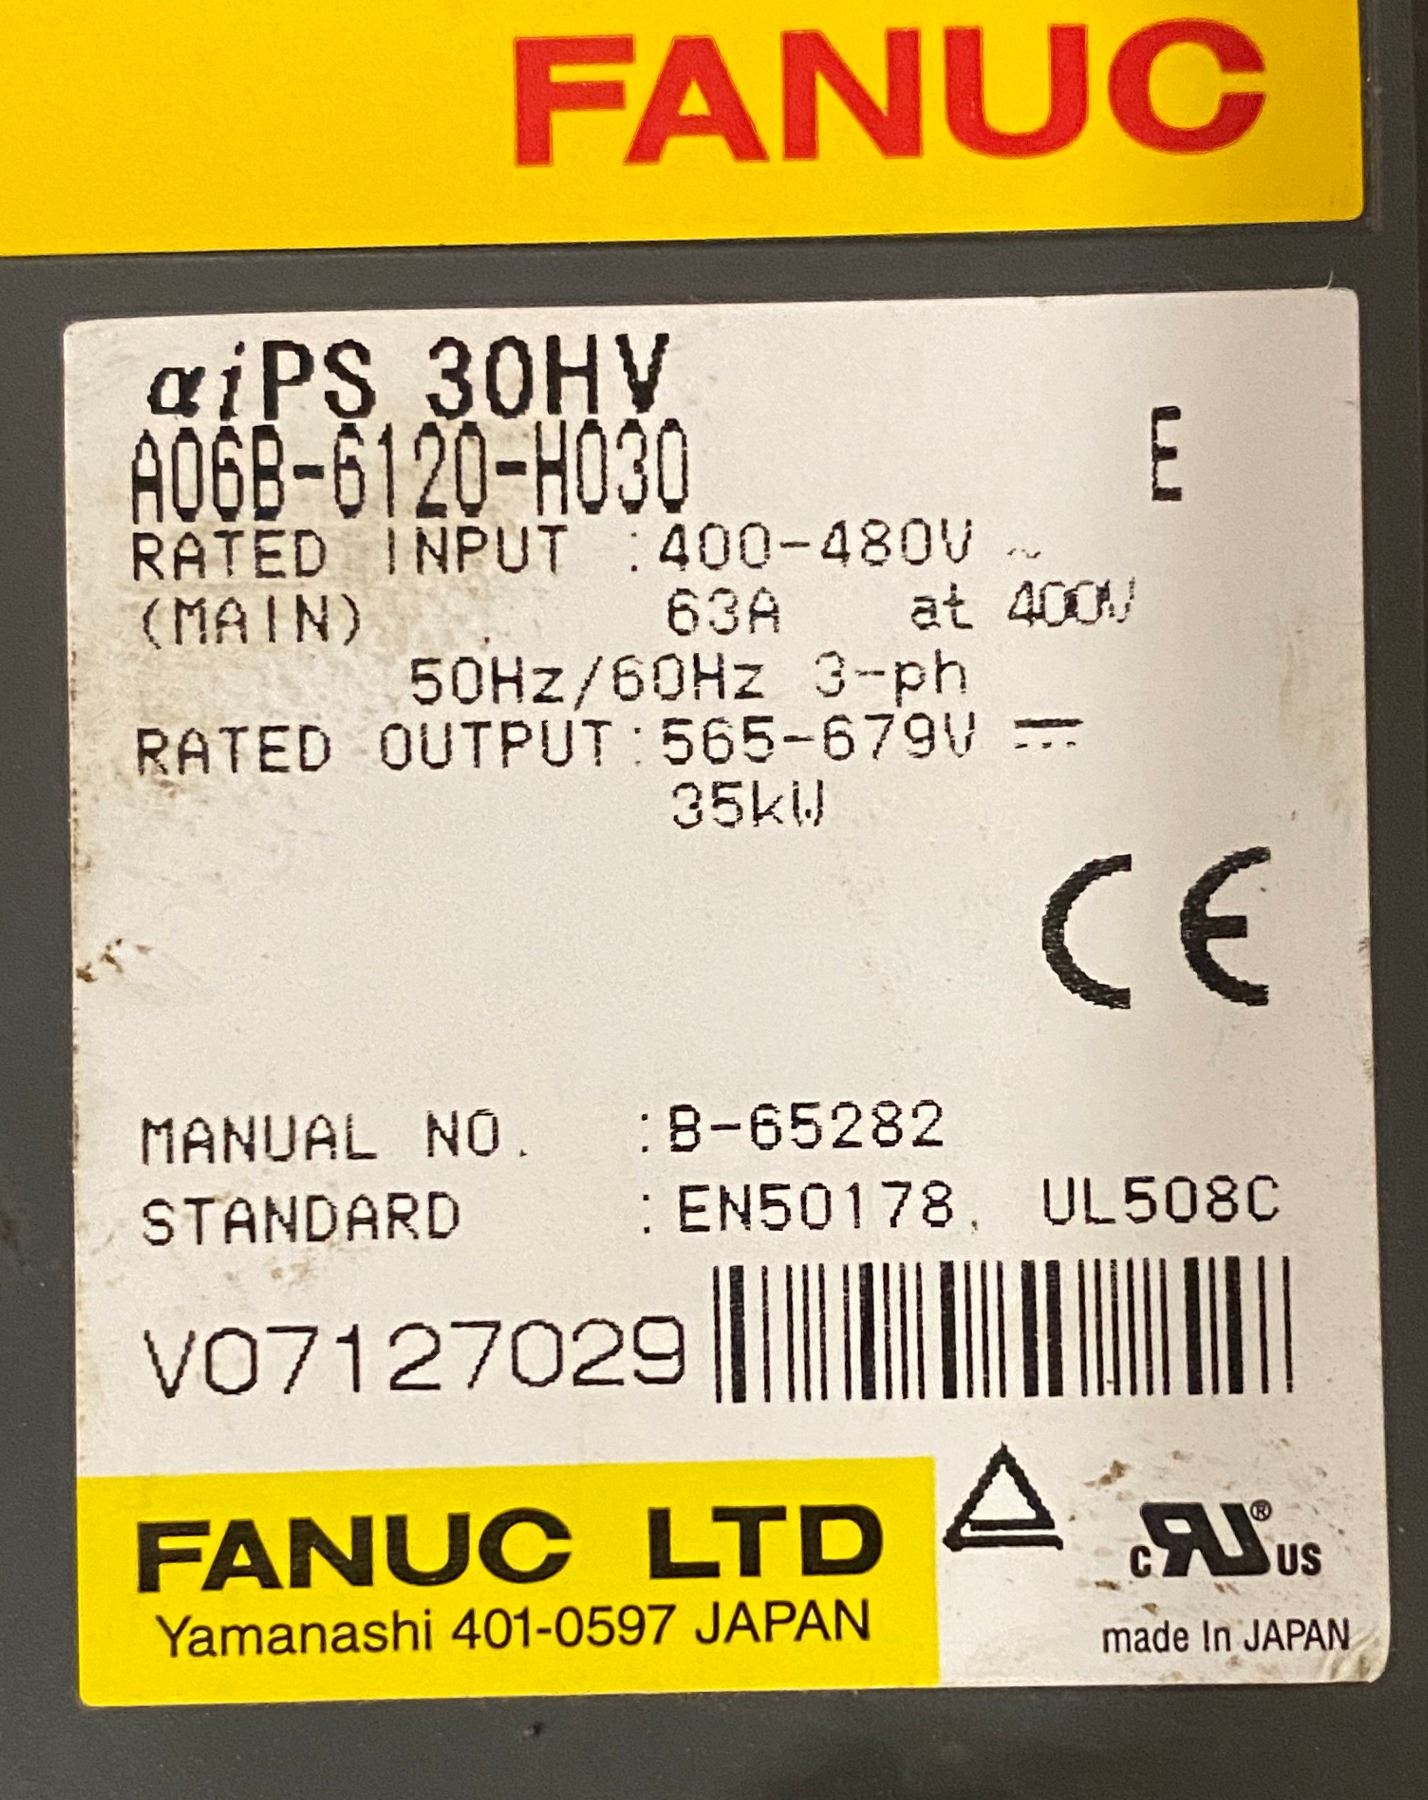 FANUC
αiPS 30HV
A06B-6120-H030 E
RATED INPUT :400-480V ~
(MAIN) 63A at 400V
50Hz/60Hz 3-ph
RATED OUTPUT:565-679V ⎓
35kW
CE
MANUAL NO. :B-65282
STANDARD :EN50178, UL508C
V07127029
FANUC LTD
Yamanashi 401-0597 JAPAN
c RU ® US
made In JAPAN